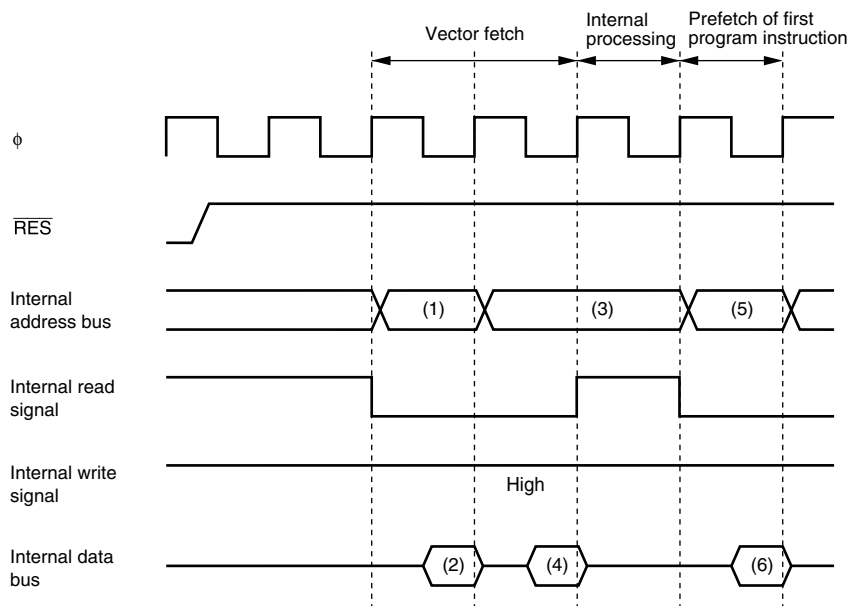 Vector fetch
Internal
processing
Prefetch of first
program instruction
ϕ
RES
Internal
address bus
(1)
(3)
(5)
Internal read
signal
Internal write
signal
High
Internal data
bus
(2)
(4)
(6)